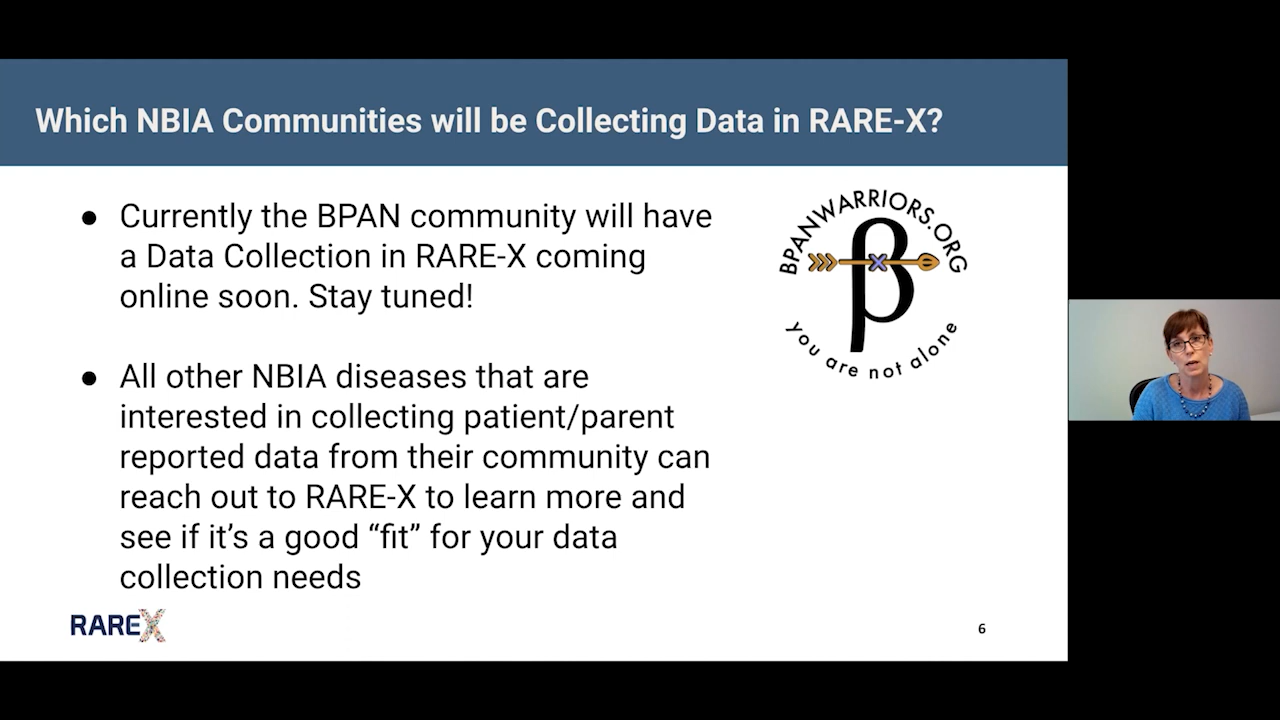 Which NBIA Communities will be Collecting Data in RARE-X?
● Currently the BPAN community will have
a Data Collection in RARE-X coming
online soon. Stay tuned!
● All other NBIA diseases that are
interested in collecting patient/parent
reported data from their community can
reach out to RARE-X to learn more and
see if it’s a good “fit” for your data
collection needs
BPANWARRIORS.ORG
β
you are not alone
RAREX
6